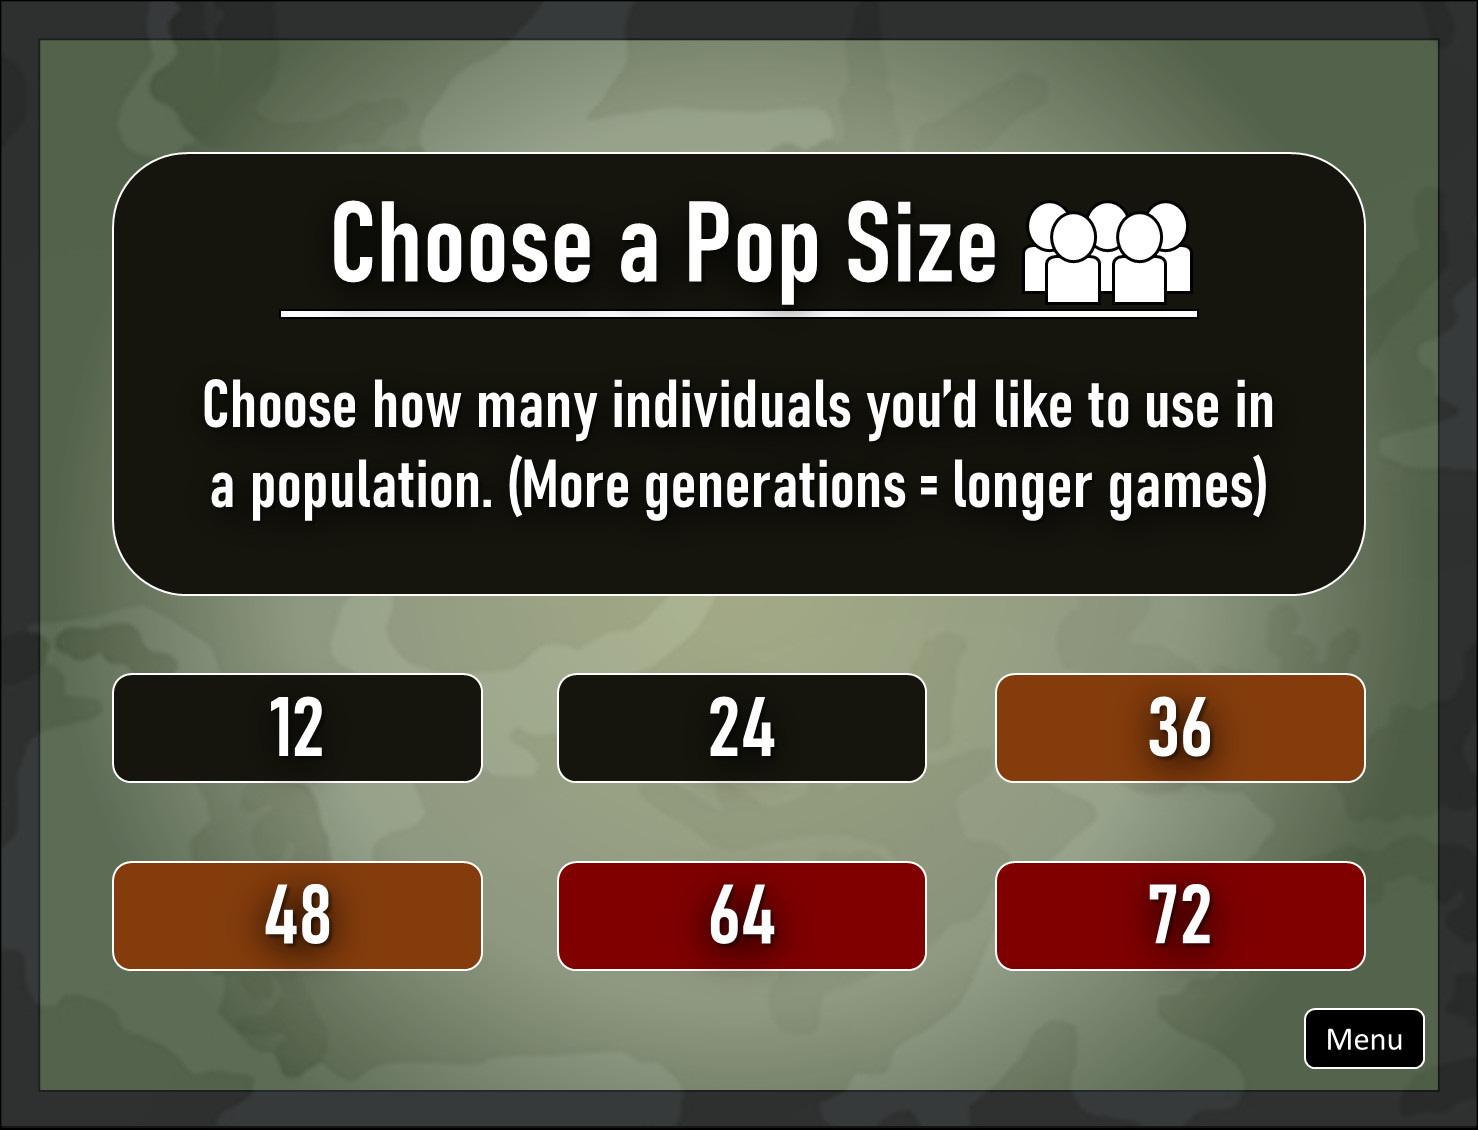 Choose a Pop Size
Choose how many individuals you’d like to use in
a population. (More generations = longer games)
12
24
36
48
64
72
Menu